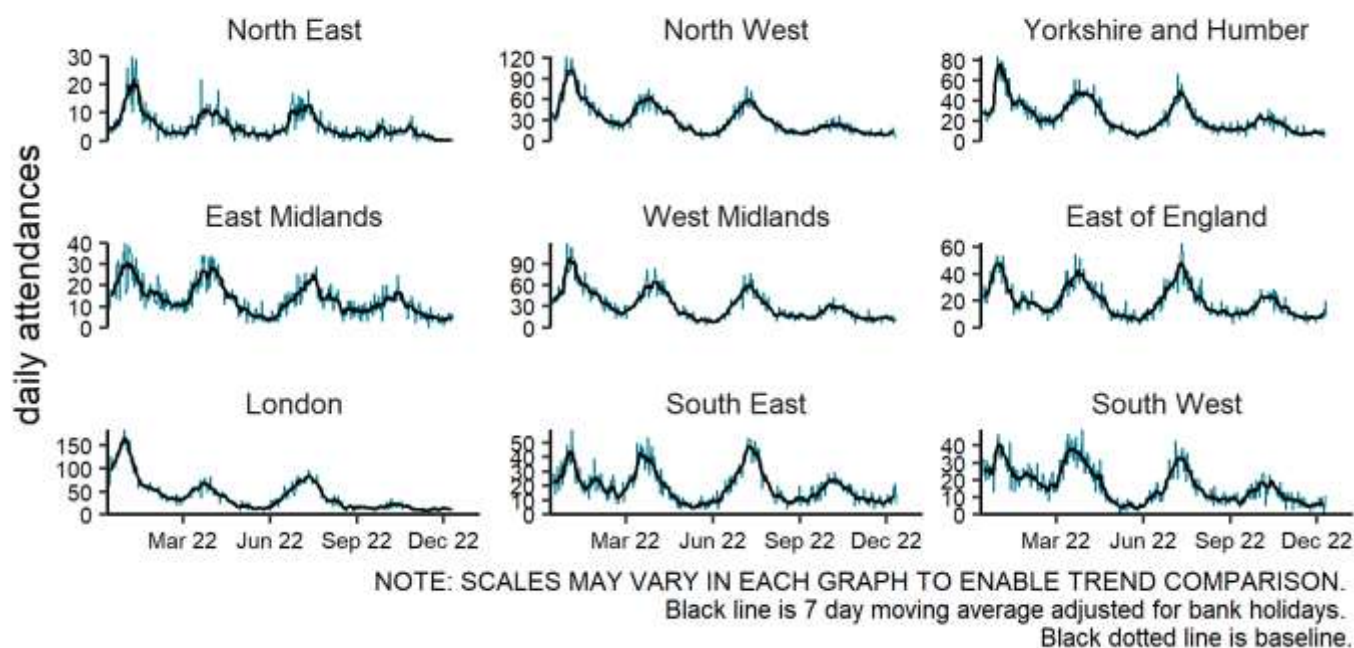 daily attendances
North East
30
20
10
0
North West
120
90
60
30
0
Yorkshire and Humber
80
60
40
20
0
East Midlands
40
30
20
10
0
West Midlands
90
60
30
0
East of England
60
40
20
0
London
150
100
50
0
Mar 22 Jun 22 Sep 22 Dec 22
South East
50
40
30
20
10
0
Mar 22 Jun 22 Sep 22 Dec 22
South West
40
30
20
10
0
Mar 22 Jun 22 Sep 22 Dec 22
NOTE: SCALES MAY VARY IN EACH GRAPH TO ENABLE TREND COMPARISON.
Black line is 7 day moving average adjusted for bank holidays.
Black dotted line is baseline.